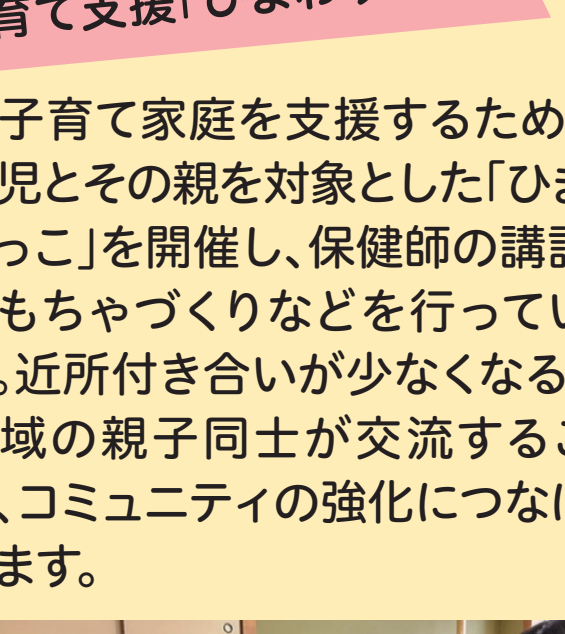 育て支援「ひまわり
子育て家庭を支援するため
児とその親を対象とした「ひま
っこ」を開催し、保健師の講話
もちゃづくりなどを行ってい
。近所付き合いが少なくなる
域の親子同士が交流するこ
、コミュニティの強化につなげ
ます。